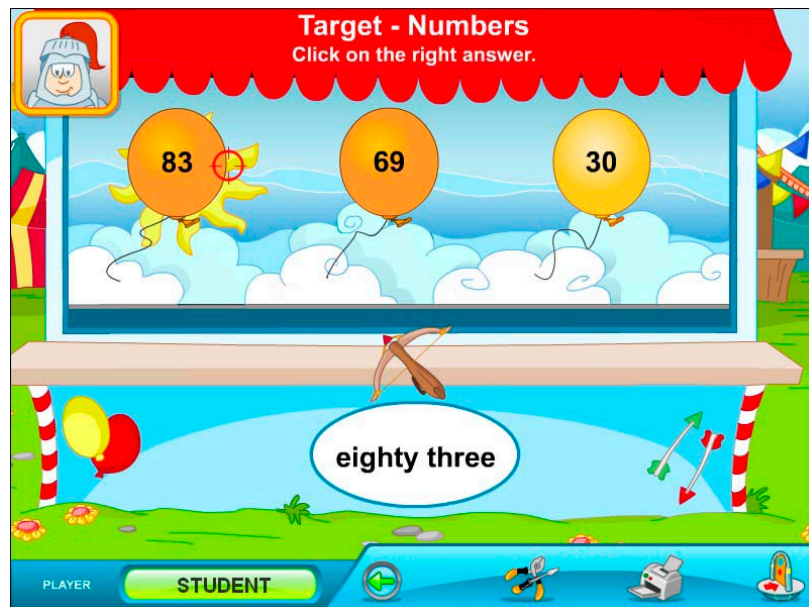 Target - Numbers
Click on the right answer.
83 69 30
eighty three
PLAYER STUDENT